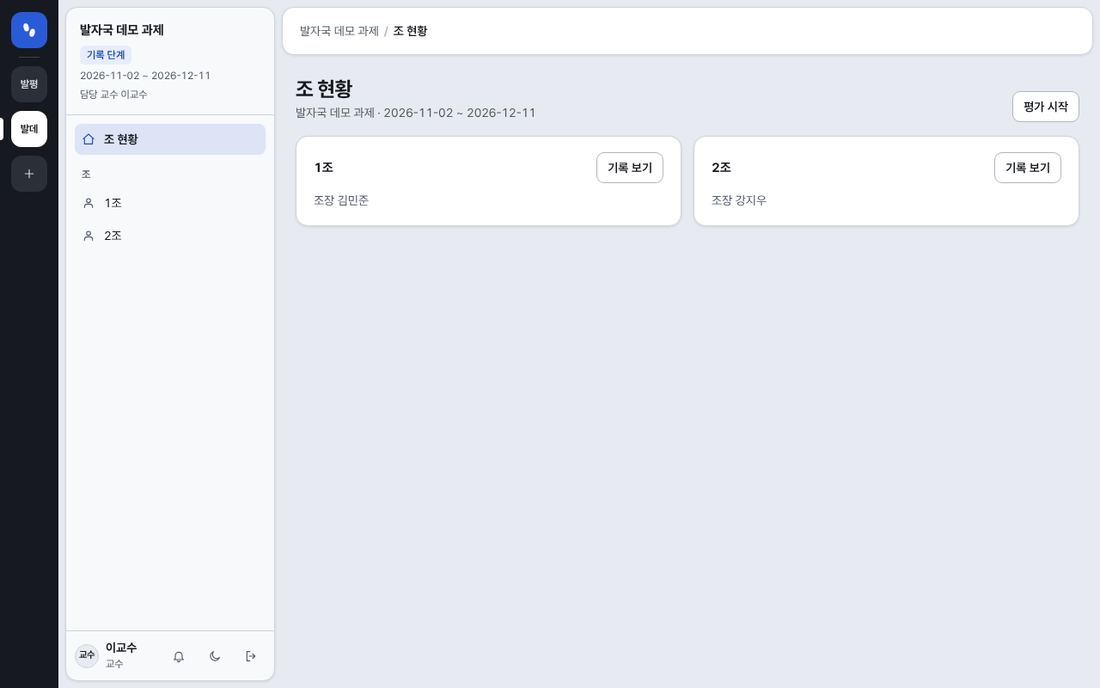 발평
발데
발자국 데모 과제
기록 단계
2026-11-02 ~ 2026-12-11
담당 교수 이교수
조 현황
조
1조
2조
교수
이교수
교수
발자국 데모 과제 / 조 현황
조 현황
발자국 데모 과제 · 2026-11-02 ~ 2026-12-11
평가 시작
1조
기록 보기
조장 김민준
2조
기록 보기
조장 강지우